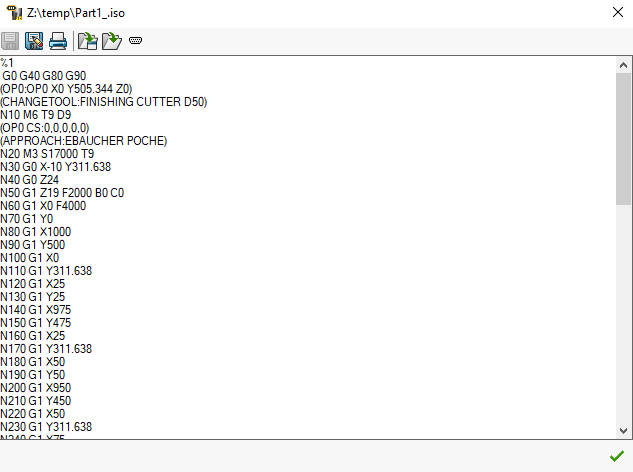 Z:\temp\Part1_.iso
%1
G0 G40 G80 G90
(OP0:OP0 X0 Y505.344 Z0)
(CHANGETOOL:FINISHING CUTTER D50)
N10 M6 T9 D9
(OP0 CS:0,0,0,0,0)
(APPROACH:EBAUCHER POCHE)
N20 M3 S17000 T9
N30 G0 X-10 Y311.638
N40 G0 Z24
N50 G1 Z19 F2000 B0 C0
N60 G1 X0 F4000
N70 G1 Y0
N80 G1 X1000
N90 G1 Y500
N100 G1 X0
N110 G1 Y311.638
N120 G1 X25
N130 G1 Y25
N140 G1 X975
N150 G1 Y475
N160 G1 X25
N170 G1 Y311.638
N180 G1 X50
N190 G1 Y50
N200 G1 X950
N210 G1 Y450
N220 G1 X50
N230 G1 Y311.638
N240 G1 X75